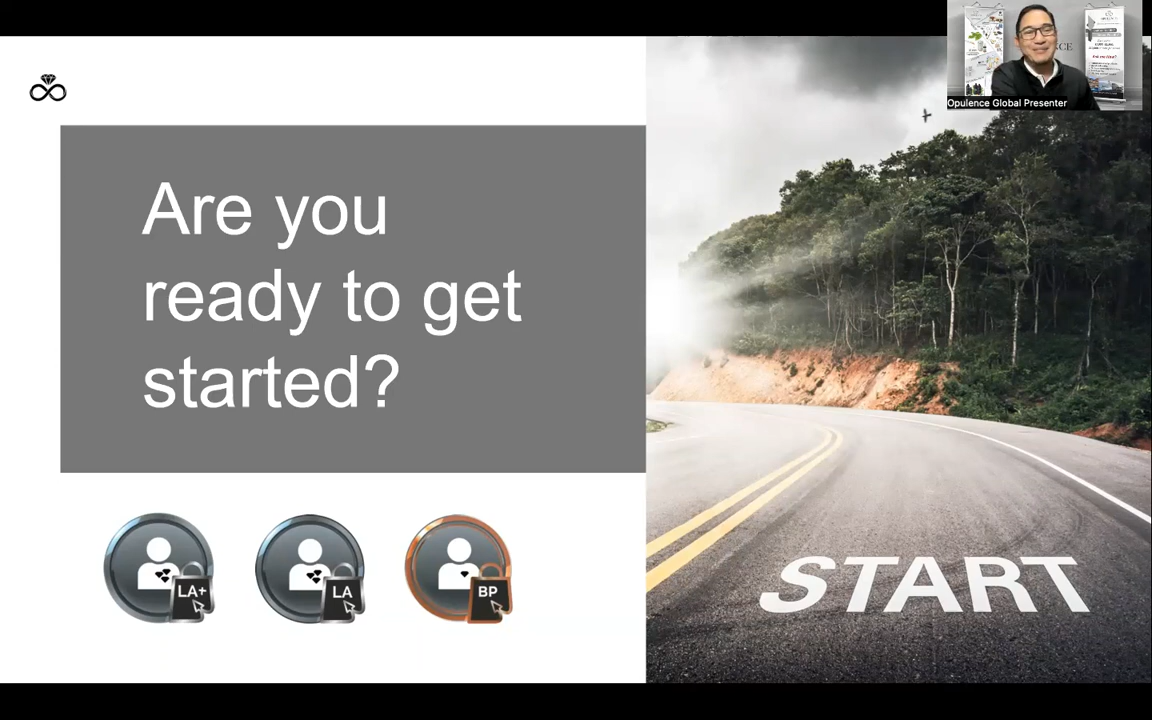 Are you
ready to get
started?
LA+
LA
BP
START
Opulence Global Presenter